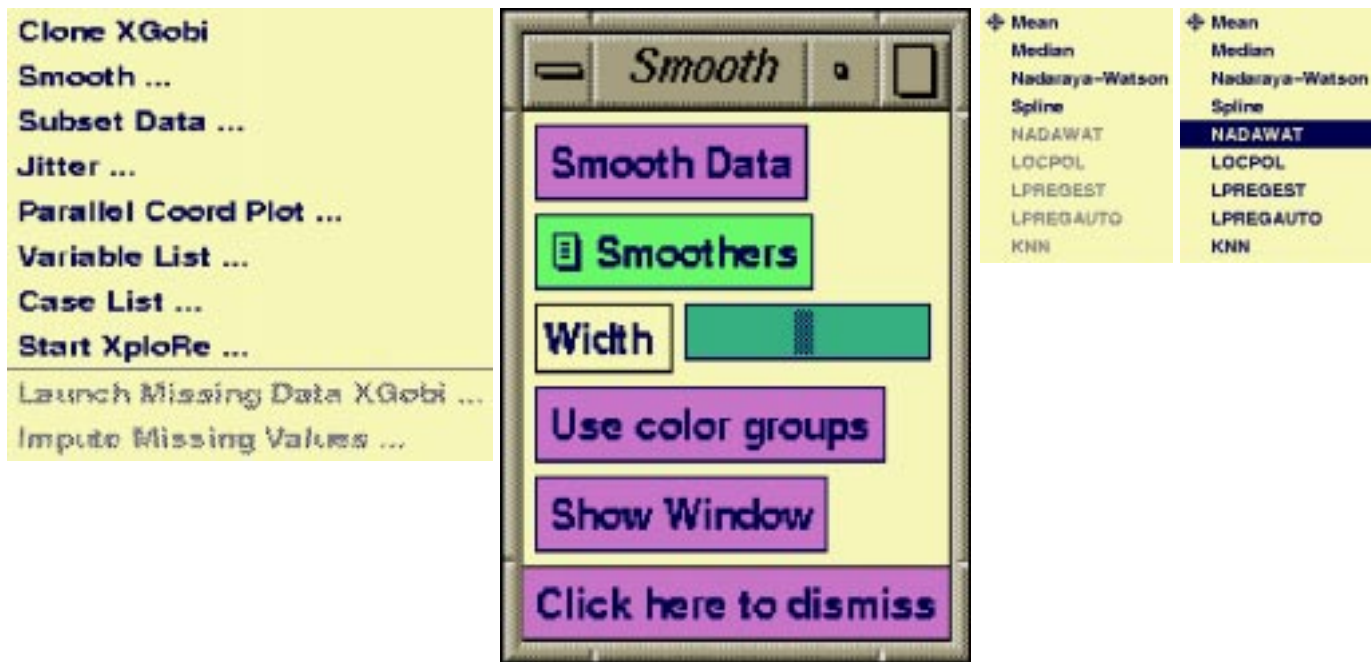 Clone XGobi
Smooth ...
Subset Data ...
Jitter ...
Parallel Coord Plot ...
Variable List ...
Case List ...
Start XploRe ...
Launch Missing Data XGobi ...
Impute Missing Values ...
Smooth
Smooth Data
Smoothers
Width
Use color groups
Show Window
Click here to dismiss
Mean
Median
Nadaraya-Watson
Spline
NADAWAT
LOCPOL
LPREGEST
LPREGAUTO
KNN
Mean
Median
Nadaraya-Watson
Spline
NADAWAT
LOCPOL
LPREGEST
LPREGAUTO
KNN